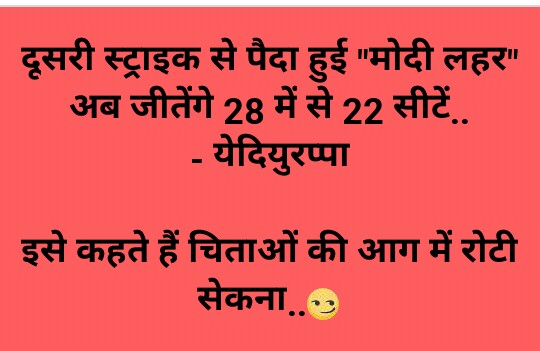 दूसरी स्ट्राइक से पैदा हुई "मोदी लहर"
अब जीतेंगे 28 में से 22 सीटें..
- येदियुरप्पा
इसे कहते हैं चिताओं की आग में रोटी
सेकना..😏